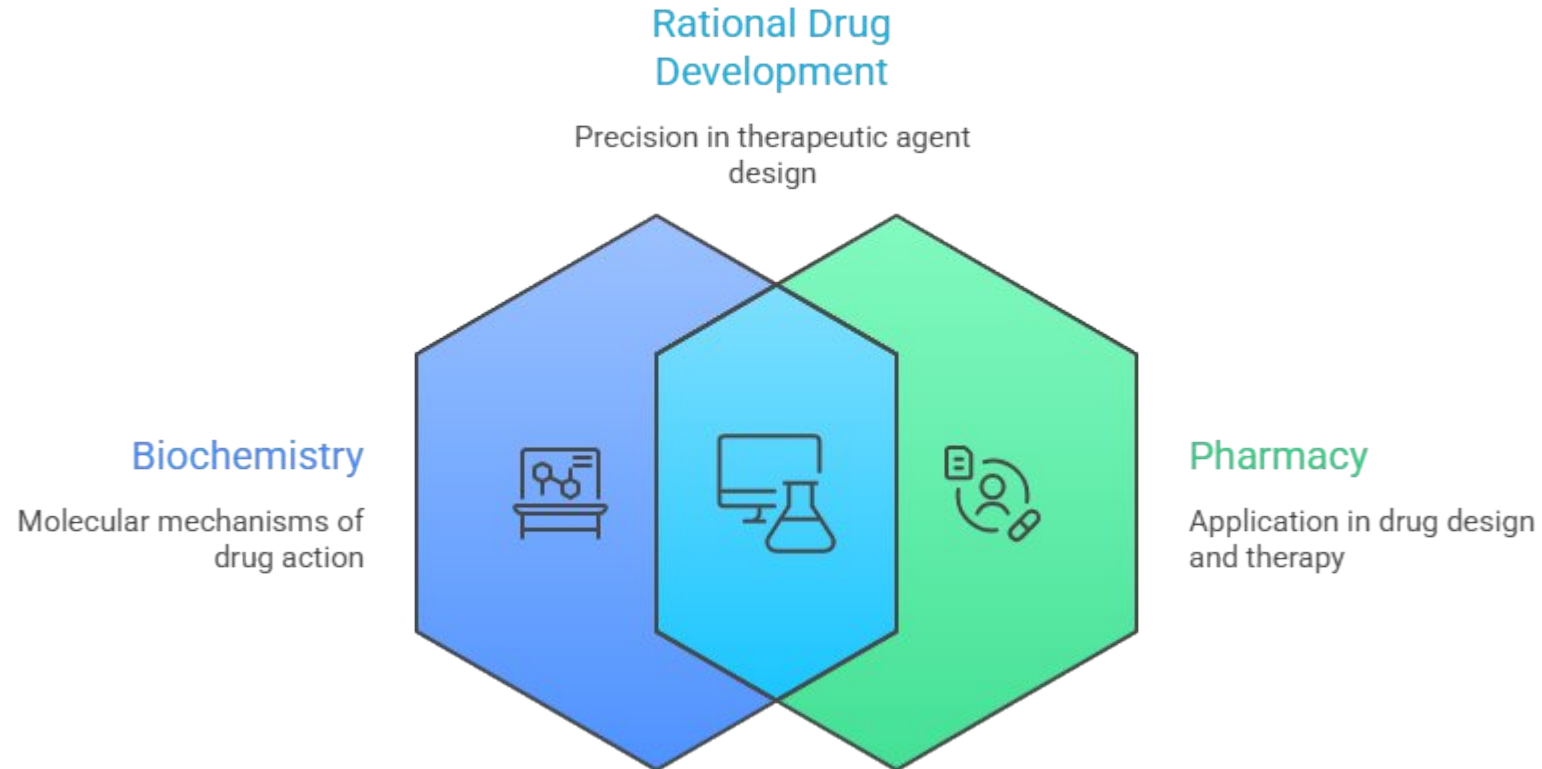 Rational Drug
Development
Precision in therapeutic agent
design
Biochemistry
Molecular mechanisms of
drug action
Pharmacy
Application in drug design
and therapy